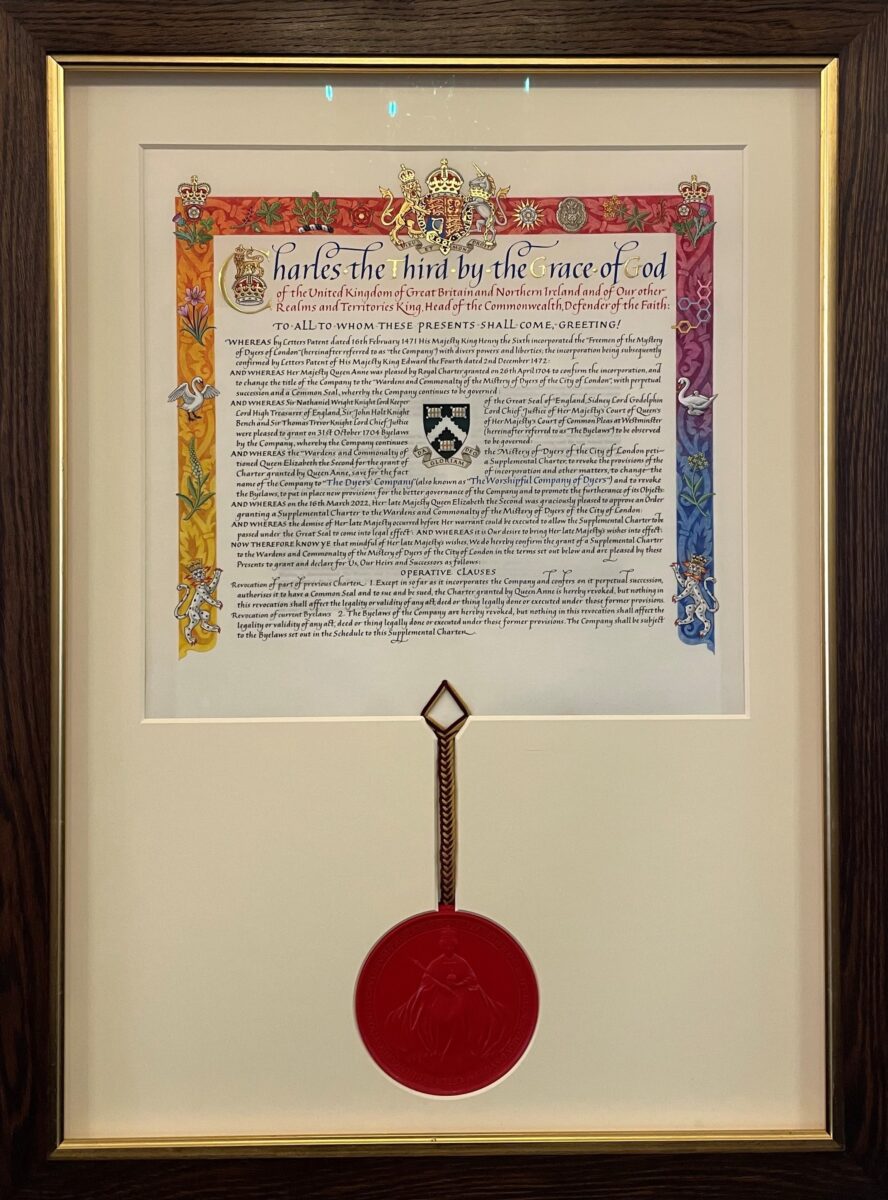 DIEU ET MON DROIT
Charles the Third by the Grace of God
of the United Kingdom of Great Britain and Northern Ireland and of Our other
Realms and Territories King, Head of the Commonwealth, Defender of the Faith:
TO ALL TO WHOM THESE PRESENTS SHALL COME, GREETING!
WHEREAS by Letters Patent dated 16th February 1471 His Majesty King Henry the Sixth incorporated the "Freemen of the Mystery
of Dyers of London" (hereinafter referred to as "the Company") with divers powers and liberties, the incorporation being subsequently
confirmed by Letters Patent of His Majesty King Edward the Fourth dated 2nd December 1472:
AND WHEREAS Her Majesty Queen Anne was pleased by Royal Charter granted on 26th April 1704 to confirm the incorporation, and
to change the title of the Company to the "Wardens and Commonalty of the Mistery of Dyers of the City of London", with perpetual
succession and a Common Seal, whereby the Company continues to be governed:
AND WHEREAS Sir Nathaniel Wright Knight Lord Keeper of the Great Seal of England, Sidney Lord Godolphin
Lord High Treasurer of England, Sir John Holt Knight Lord Chief Justice of Her Majesty's Court of Queen's
Bench and Sir Thomas Trevor Knight Lord Chief Justice of Her Majesty's Court of Common Pleas at Westminster
were pleased to grant on 31st October 1704 Byelaws (hereinafter referred to as "The Byelaws") to be observed
by the Company, whereby the Company continues to be governed:
DA GLORIAM DEO
AND WHEREAS the "Wardens and Commonalty of the Mistery of Dyers of the City of London peti-
tioned Queen Elizabeth the Second for the grant of a Supplemental Charter, to revoke the provisions of the
Charter granted by Queen Anne, save for the fact of incorporation and other matters, to change the
name of the Company to "The Dyers' Company" (also known as "The Worshipful Company of Dyers") and to revoke
the Byelaws, to put in place new provisions for the better governance of the Company and to promote the furtherance of its Objects:
AND WHEREAS on the 16th March 2022, Her late Majesty Queen Elizabeth the Second was graciously pleased to approve an Order
granting a Supplemental Charter to the Wardens and Commonalty of the Mistery of Dyers of the City of London:
AND WHEREAS the demise of Her late Majesty occurred before Her warrant could be executed to allow the Supplemental Charter to be
passed under the Great Seal to come into legal effect: AND WHEREAS it is Our desire to bring Her late Majesty's wishes into effect:
NOW THEREFORE KNOW YE that mindful of Her late Majesty's wishes, We do hereby confirm the grant of a Supplemental Charter
to the Wardens and Commonalty of the Mistery of Dyers of the City of London in the terms set out below and are pleased by these
Presents to grant and declare for Us, Our Heirs and Successors as follows:
OPERATIVE CLAUSES
Revocation of part of previous Charter. 1. Except in so far as it incorporates the Company and confers on it perpetual succession,
authorises it to have a Common Seal and to sue and be sued, the Charter granted by Queen Anne is hereby revoked, but nothing in
this revocation shall affect the legality or validity of any act, deed or thing legally done or executed under those former provisions.
Revocation of current Byelaws. 2. The Byelaws of the Company are hereby revoked, but nothing in this revocation shall affect the
legality or validity of any act, deed or thing legally done or executed under those former provisions. The Company shall be subject
to the Byelaws set out in the Schedule to this Supplemental Charter.